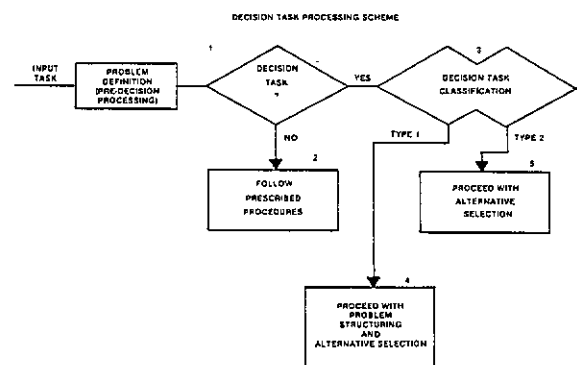 DECISION TASK PROCESSING SCHEME
INPUT
TASK
PROBLEM
DEFINITION
(PRE-DECISION
PROCESSING)
1
DECISION
TASK
?
YES
3
DECISION TASK
CLASSIFICATION
NO
TYPE 1
TYPE 2
2
FOLLOW
PRESCRIBED
PROCEDURES
5
PROCEED WITH
ALTERNATIVE
SELECTION
4
PROCEED WITH
PROBLEM
STRUCTURING
AND
ALTERNATIVE SELECTION